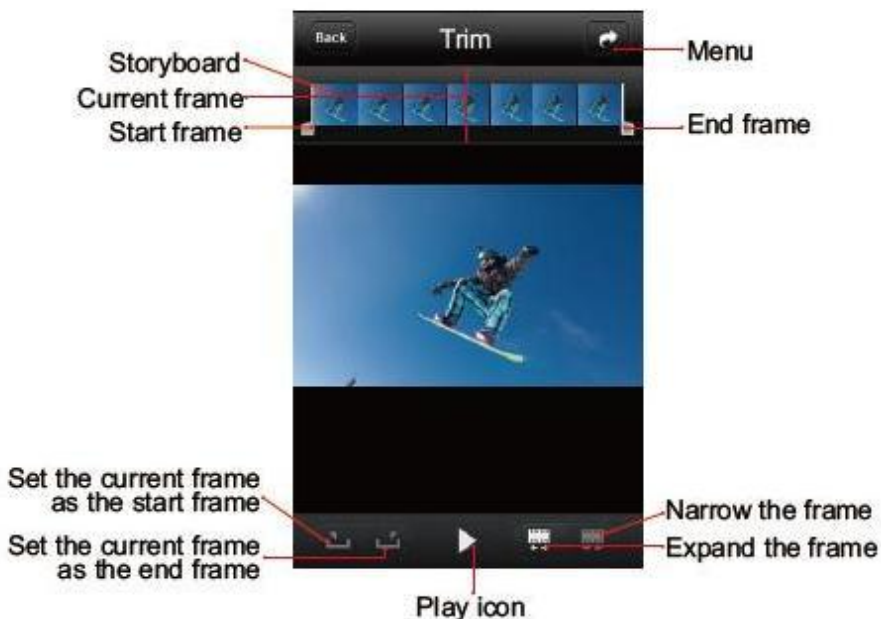 Back
Trim
Menu
Storyboard
Current frame
Start frame
End frame
Set the current frame
as the start frame
Set the current frame
as the end frame
Narrow the frame
Expand the frame
Play icon